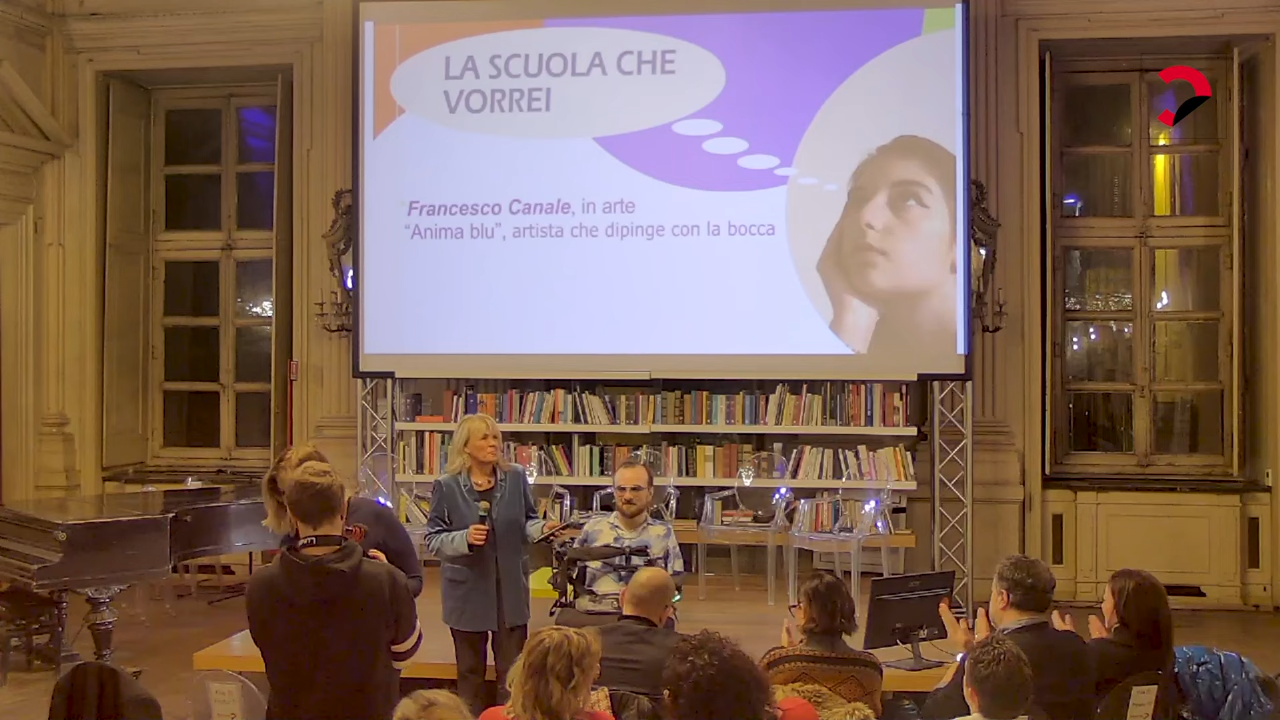 LA SCUOLA CHE
VORREI
Francesco Canale, in arte
“Anima blu”, artista che dipinge con la bocca